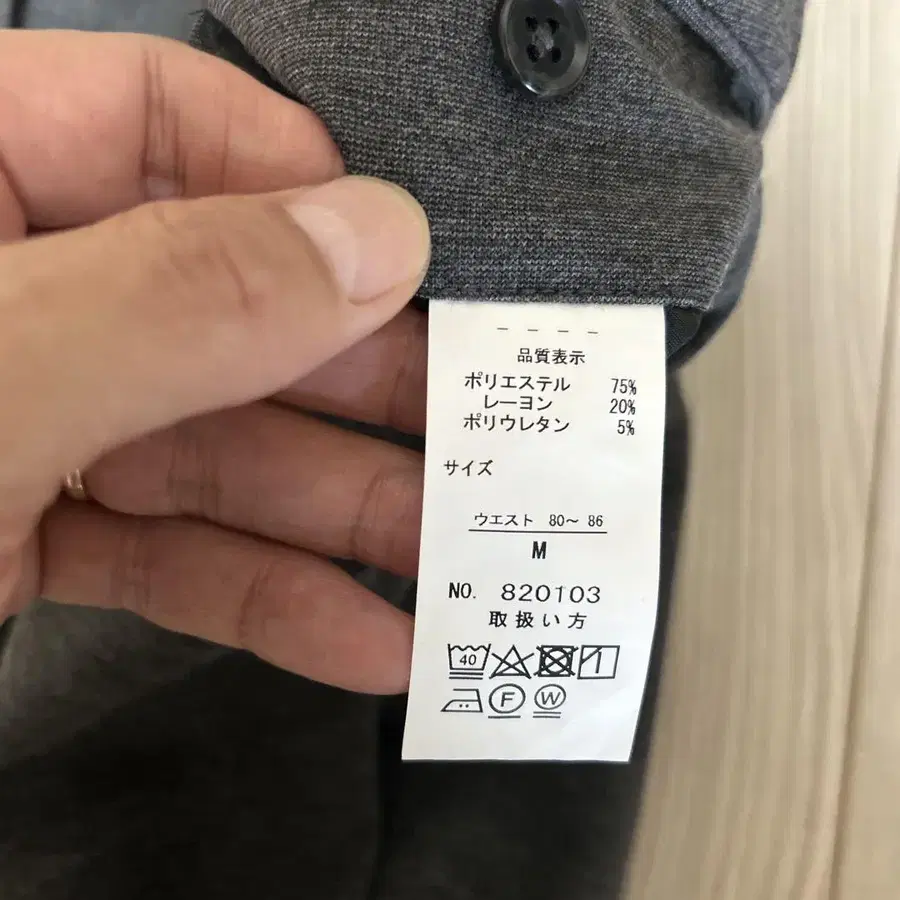 品質表示
ポリエステル 75%
レーヨン 20%
ポリウレタン 5%
サイズ
ウエスト 80～ 86
M
NO. 820103
取扱い方
40
F W